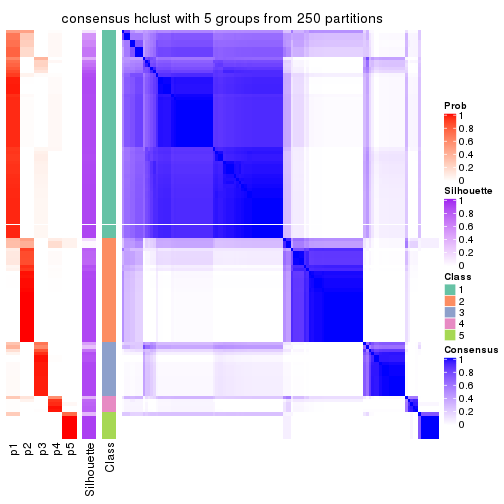 consensus hclust with 5 groups from 250 partitions
Prob
1
0.8
0.6
0.4
0.2
0
Silhouette
1
0.8
0.6
0.4
0.2
0
Class
1
2
3
4
5
Consensus
1
0.8
0.6
0.4
0.2
0
p1
p2
p3
p4
p5
Silhouette
Class